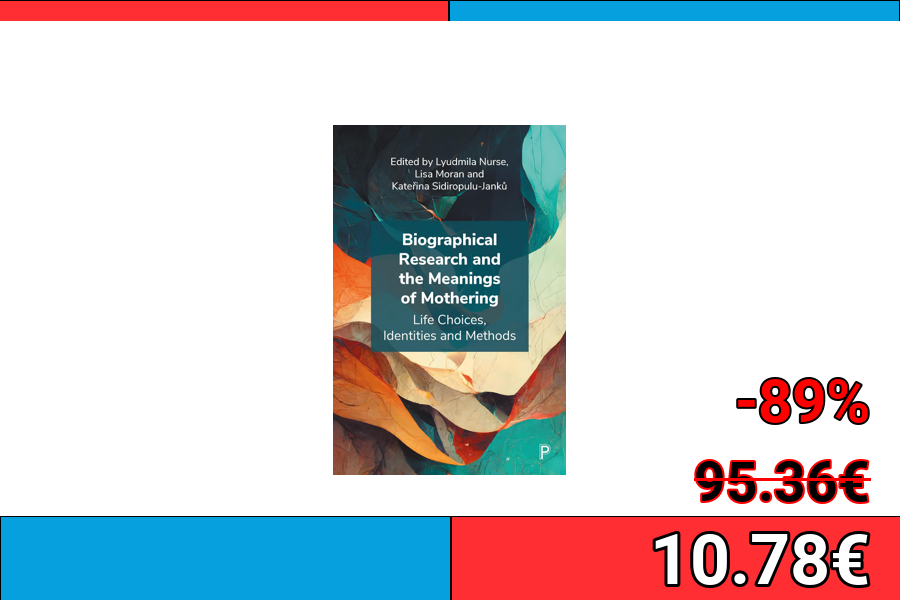 Edited by Lyudmila Nurse,
Lisa Moran and
Kateřina Sidiropulu-Janků
Biographical
Research and
the Meanings
of Mothering
Life Choices,
Identities and Methods
P
-89%
95.36€
10.78€